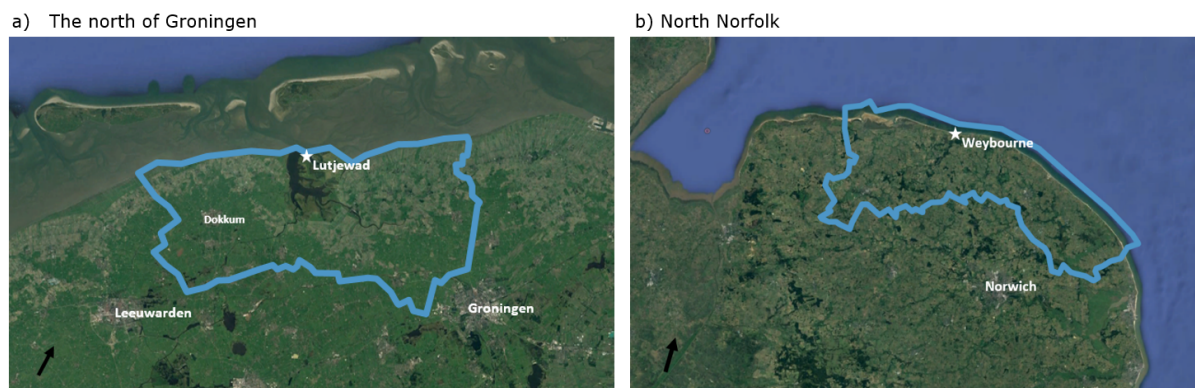 a) The north of Groningen
b) North Norfolk
Lutjewad
Dokkum
Leeuwarden
Groningen
Weybourne
Norwich